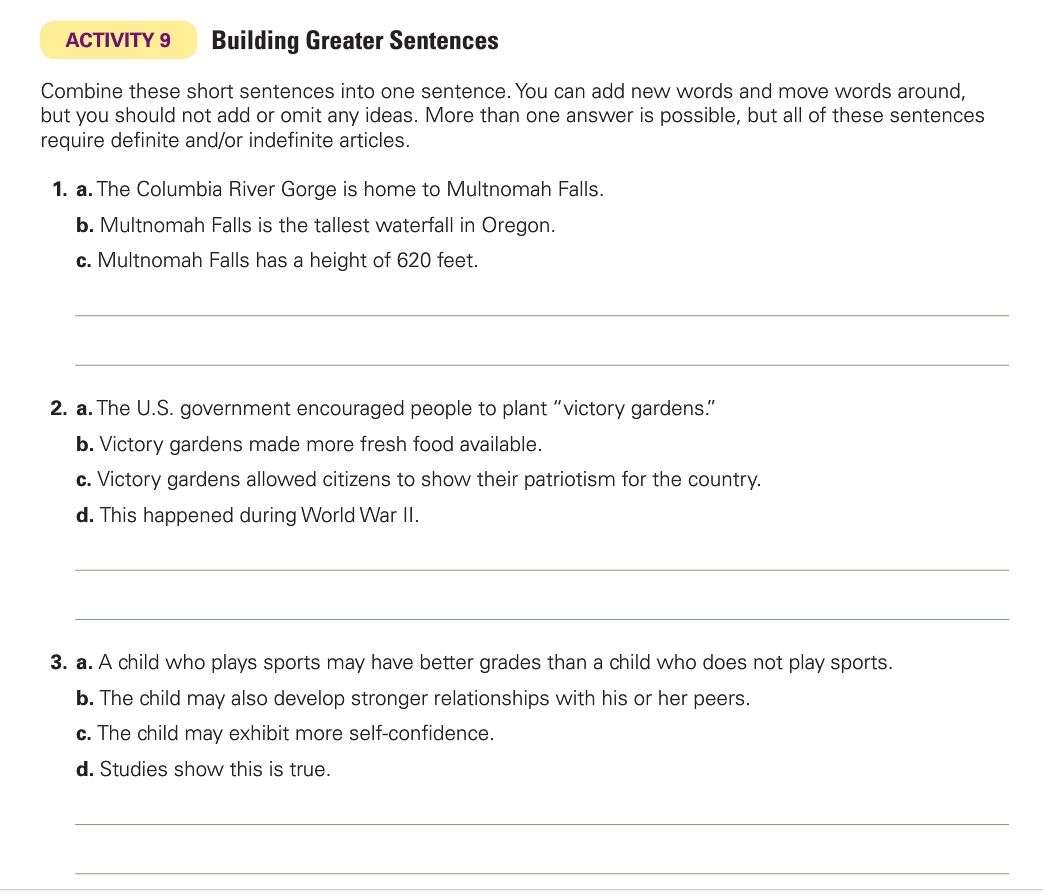 ACTIVITY 9 Building Greater Sentences
Combine these short sentences into one sentence. You can add new words and move words around,
but you should not add or omit any ideas. More than one answer is possible, but all of these sentences
require definite and/or indefinite articles.
1. a. The Columbia River Gorge is home to Multnomah Falls.
b. Multnomah Falls is the tallest waterfall in Oregon.
c. Multnomah Falls has a height of 620 feet.
2. a. The U.S. government encouraged people to plant “victory gardens.”
b. Victory gardens made more fresh food available.
c. Victory gardens allowed citizens to show their patriotism for the country.
d. This happened during World War II.
3. a. A child who plays sports may have better grades than a child who does not play sports.
b. The child may also develop stronger relationships with his or her peers.
c. The child may exhibit more self-confidence.
d. Studies show this is true.